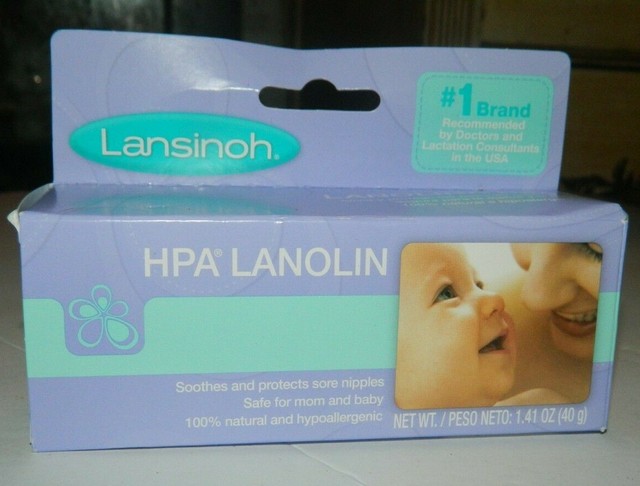 Lansinoh®
#1 Brand
Recommended
by Doctors and
Lactation Consultants
in the USA
HPA® LANOLIN
Soothes and protects sore nipples
Safe for mom and baby
100% natural and hypoallergenic
NET WT. / PESO NETO: 1.41 OZ (40 g)